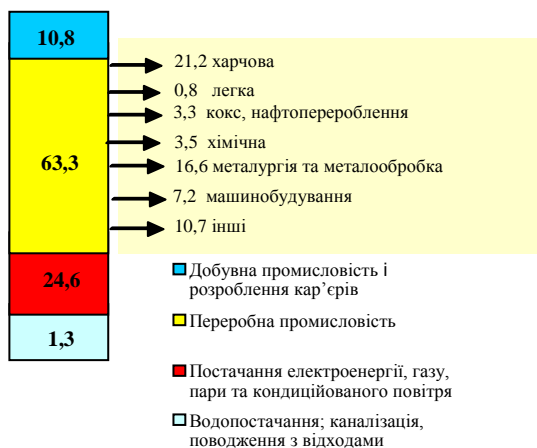 10,8
63,3
24,6
1,3
21,2 харчова
0,8 легка
3,3 кокс, нафтоперероблення
3,5 хімічна
16,6 металургія та металообробка
7,2 машинобудування
10,7 інші
Добувна промисловість і
розроблення кар’єрів
Переробна промисловість
Постачання електроенергії, газу,
пари та кондиційованого повітря
Водопостачання; каналізація,
поводження з відходами